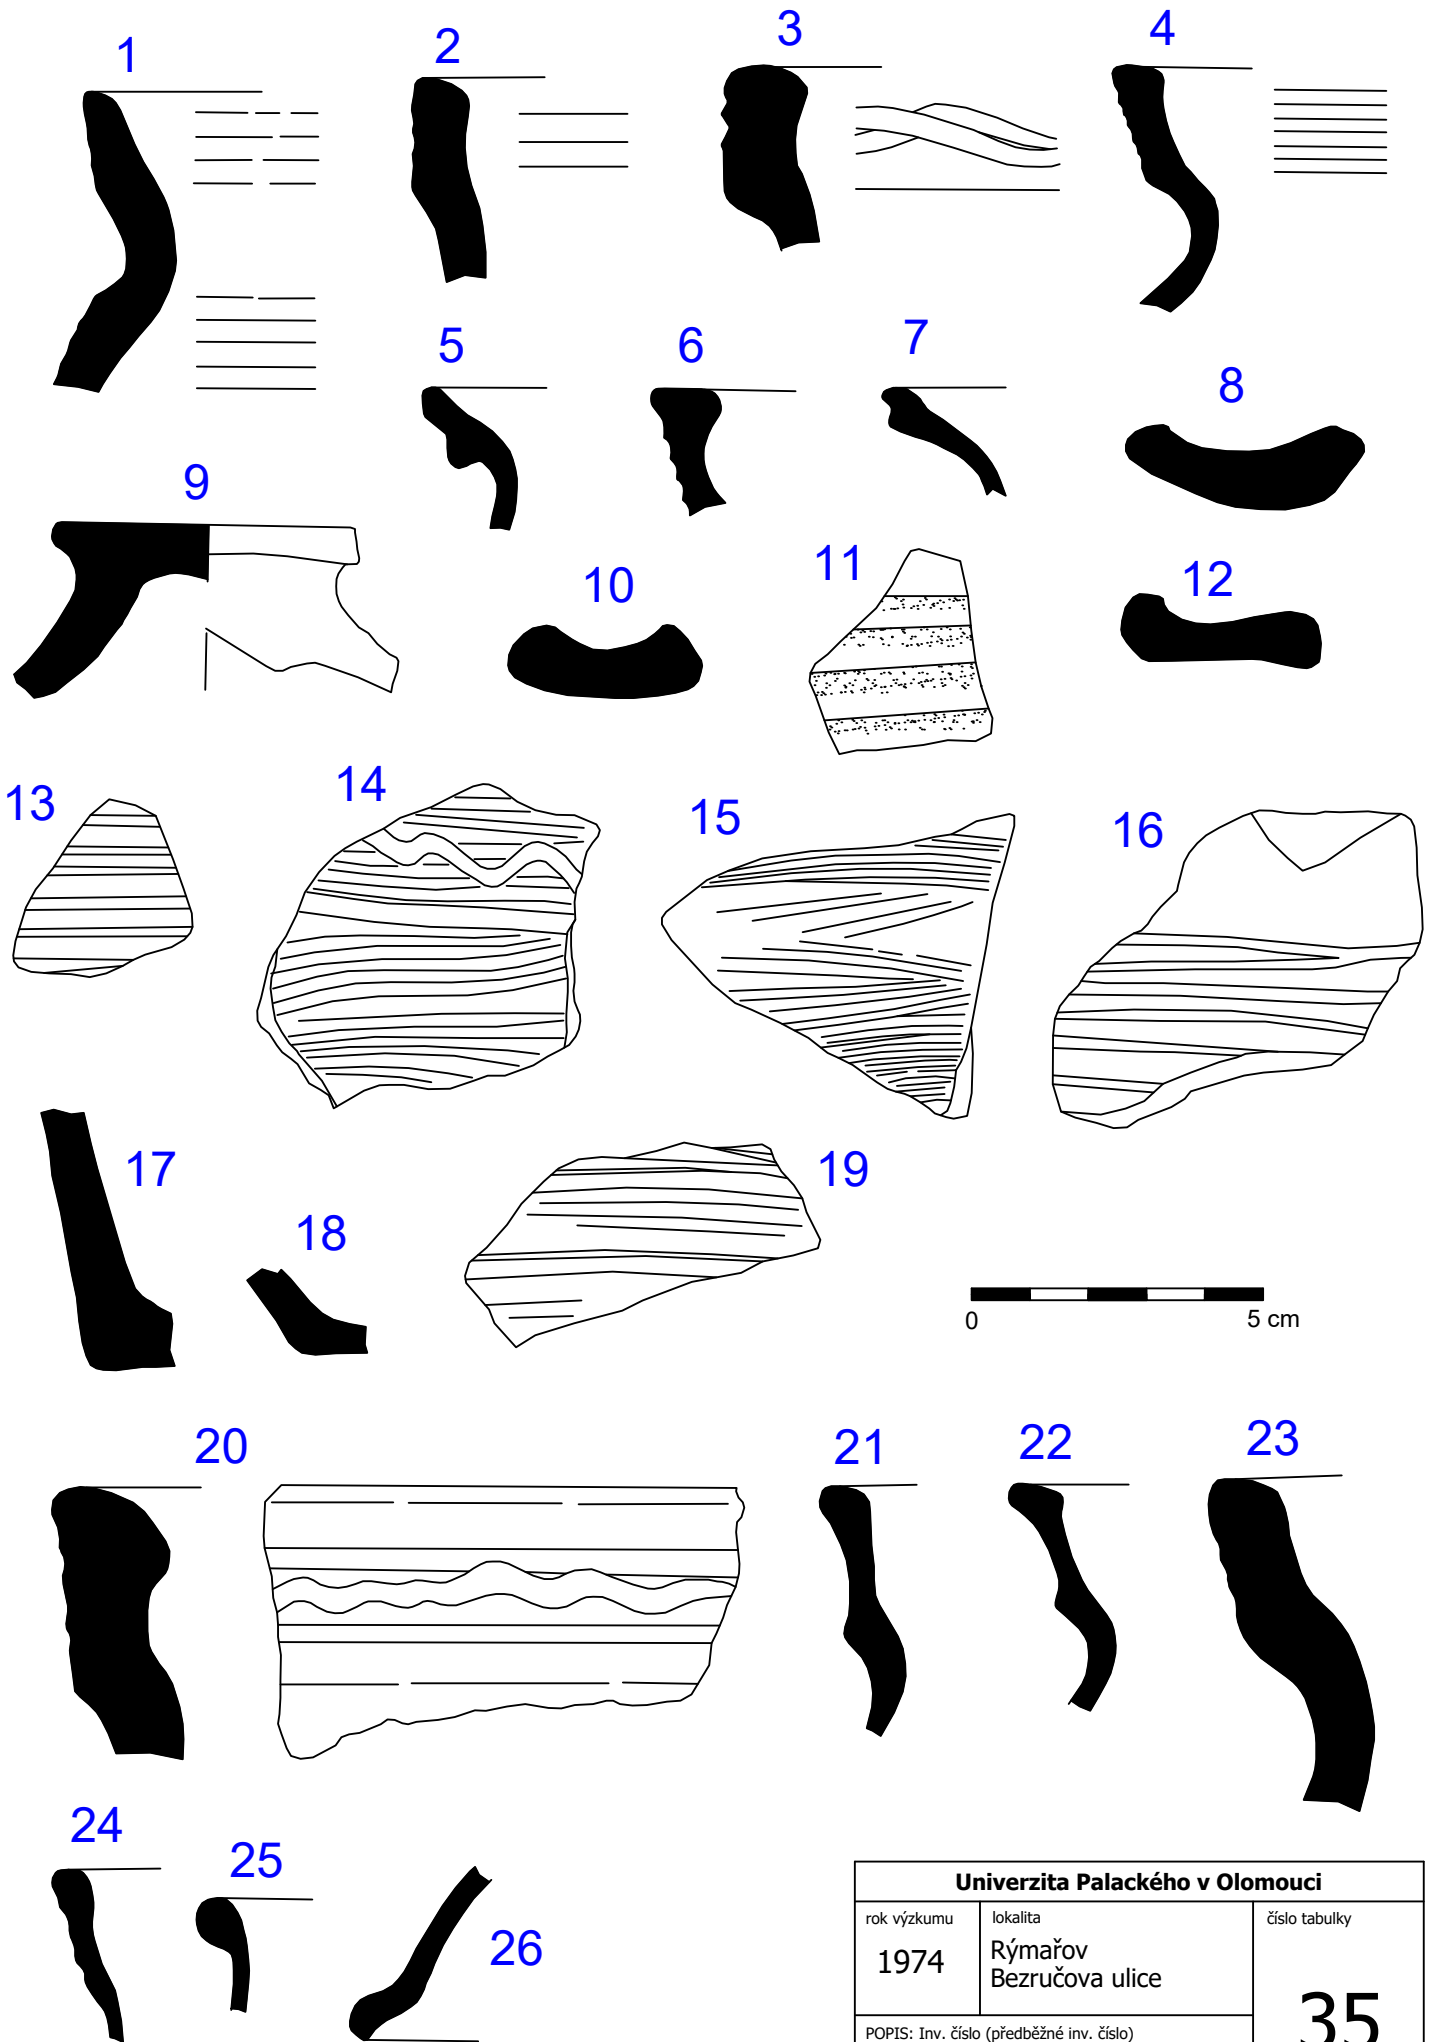 1 2 3 4
5 6 7 8
9 10 11 12
13 14 15 16
17 18 19
0 5 cm
20 21 22 23
24 25 26
Univerzita Palackého v Olomouci
rok výzkumu lokalita číslo tabulky
1974 Rýmařov
Bezručova ulice
35
POPIS: Inv. číslo (předběžné inv. číslo)